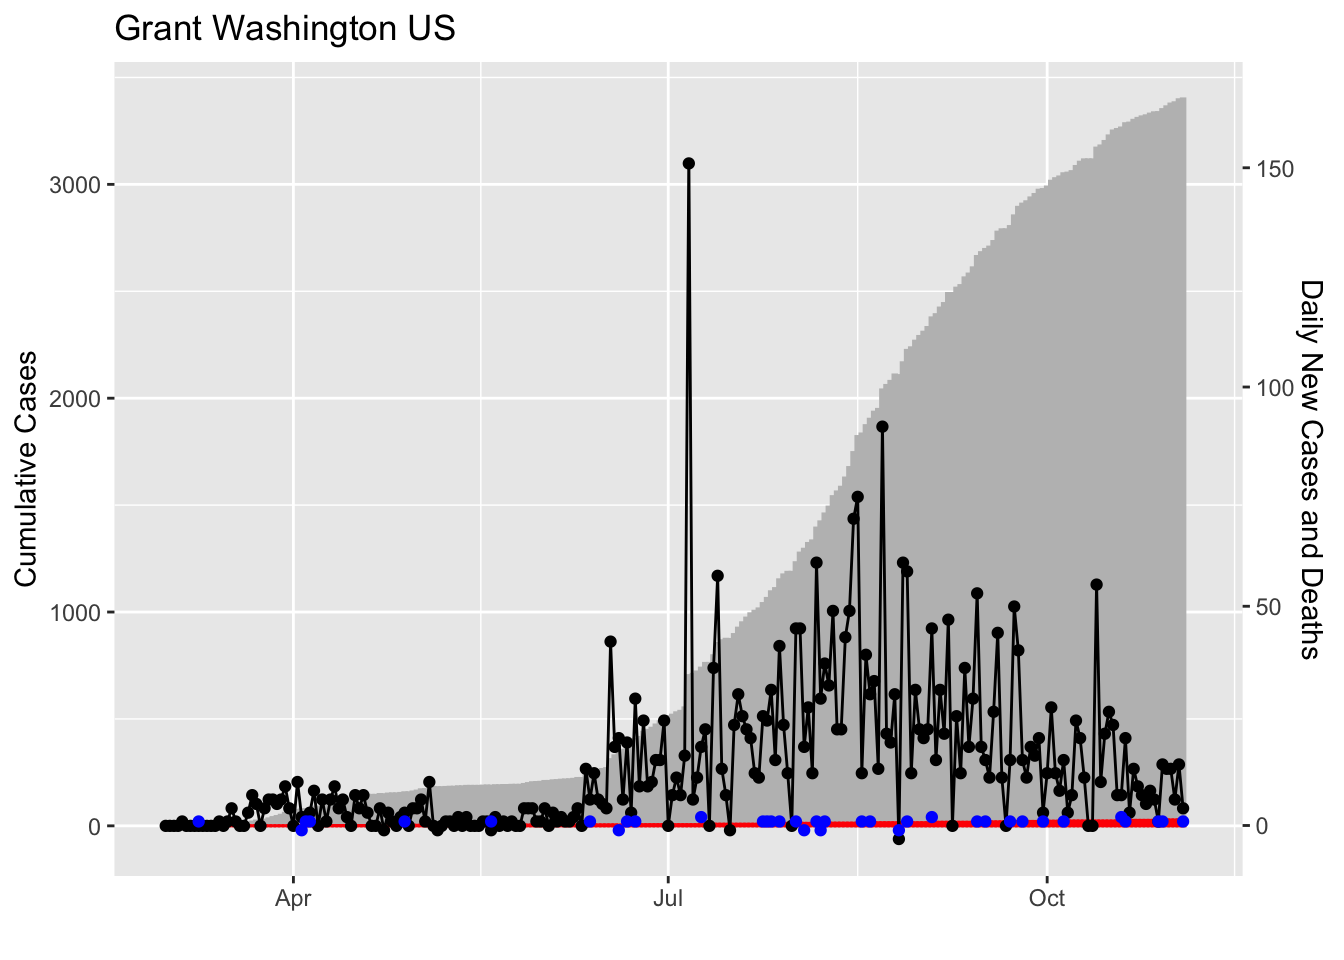 Grant Washington US
Cumulative Cases
3000
2000
1000
0
150
100
50
0
Daily New Cases and Deaths
Apr
Jul
Oct